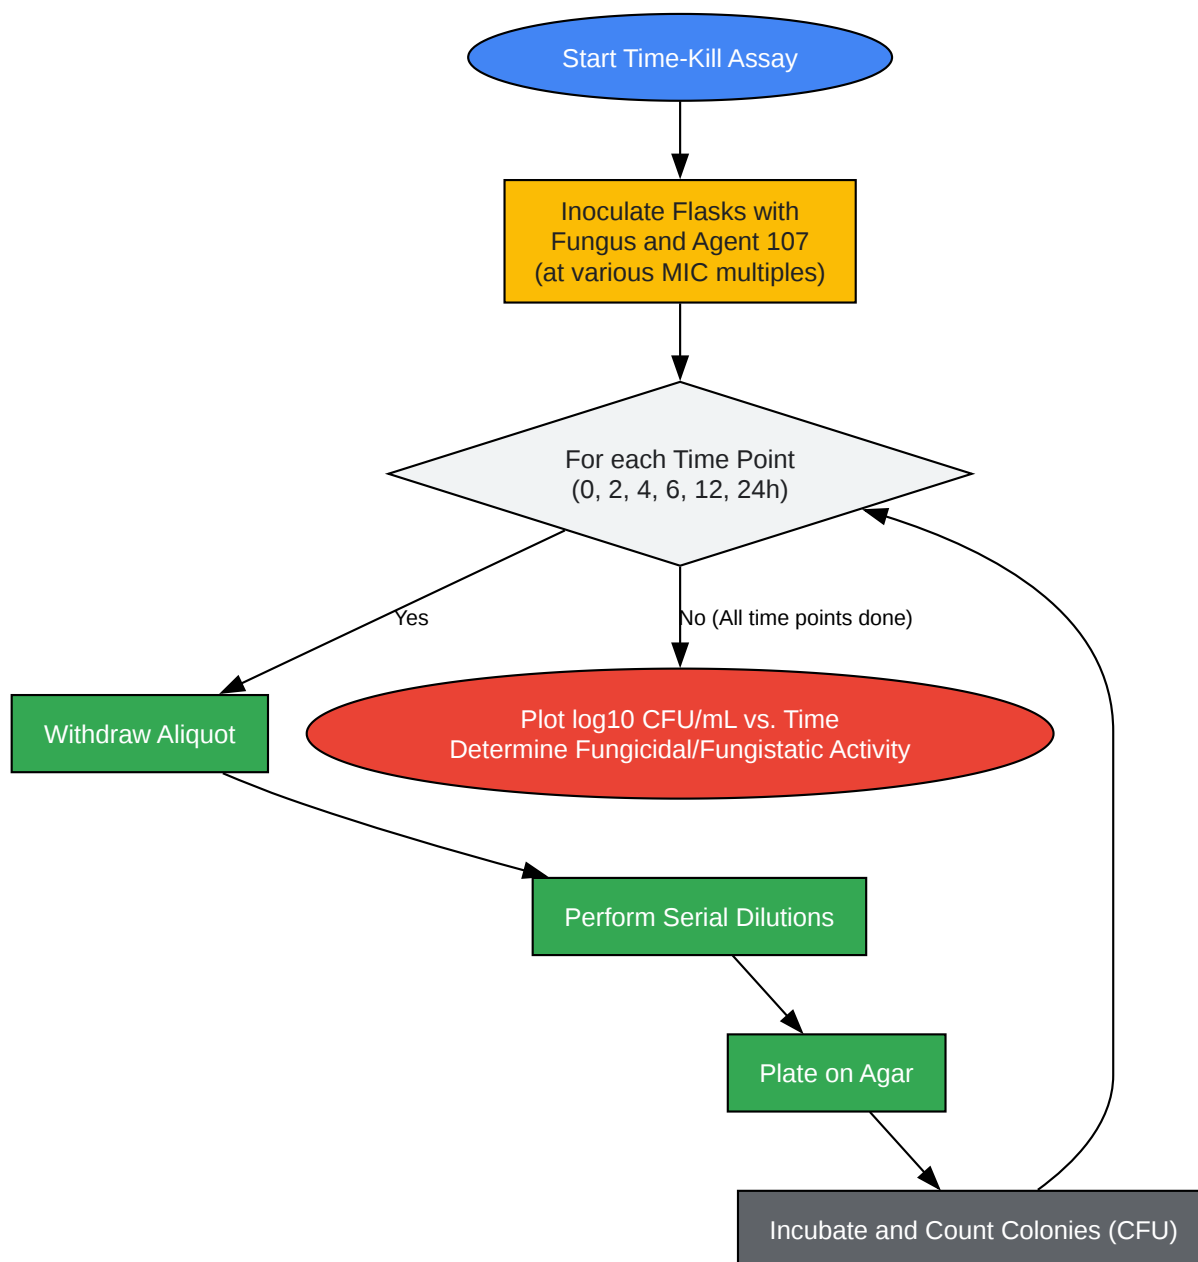 Start Time-Kill Assay
Inoculate Flasks with
Fungus and Agent 107
(at various MIC multiples)
For each Time Point
(0, 2, 4, 6, 12, 24h)
Yes
No (All time points done)
Withdraw Aliquot
Plot log10 CFU/mL vs. Time
Determine Fungicidal/Fungistatic Activity
Perform Serial Dilutions
Plate on Agar
Incubate and Count Colonies (CFU)